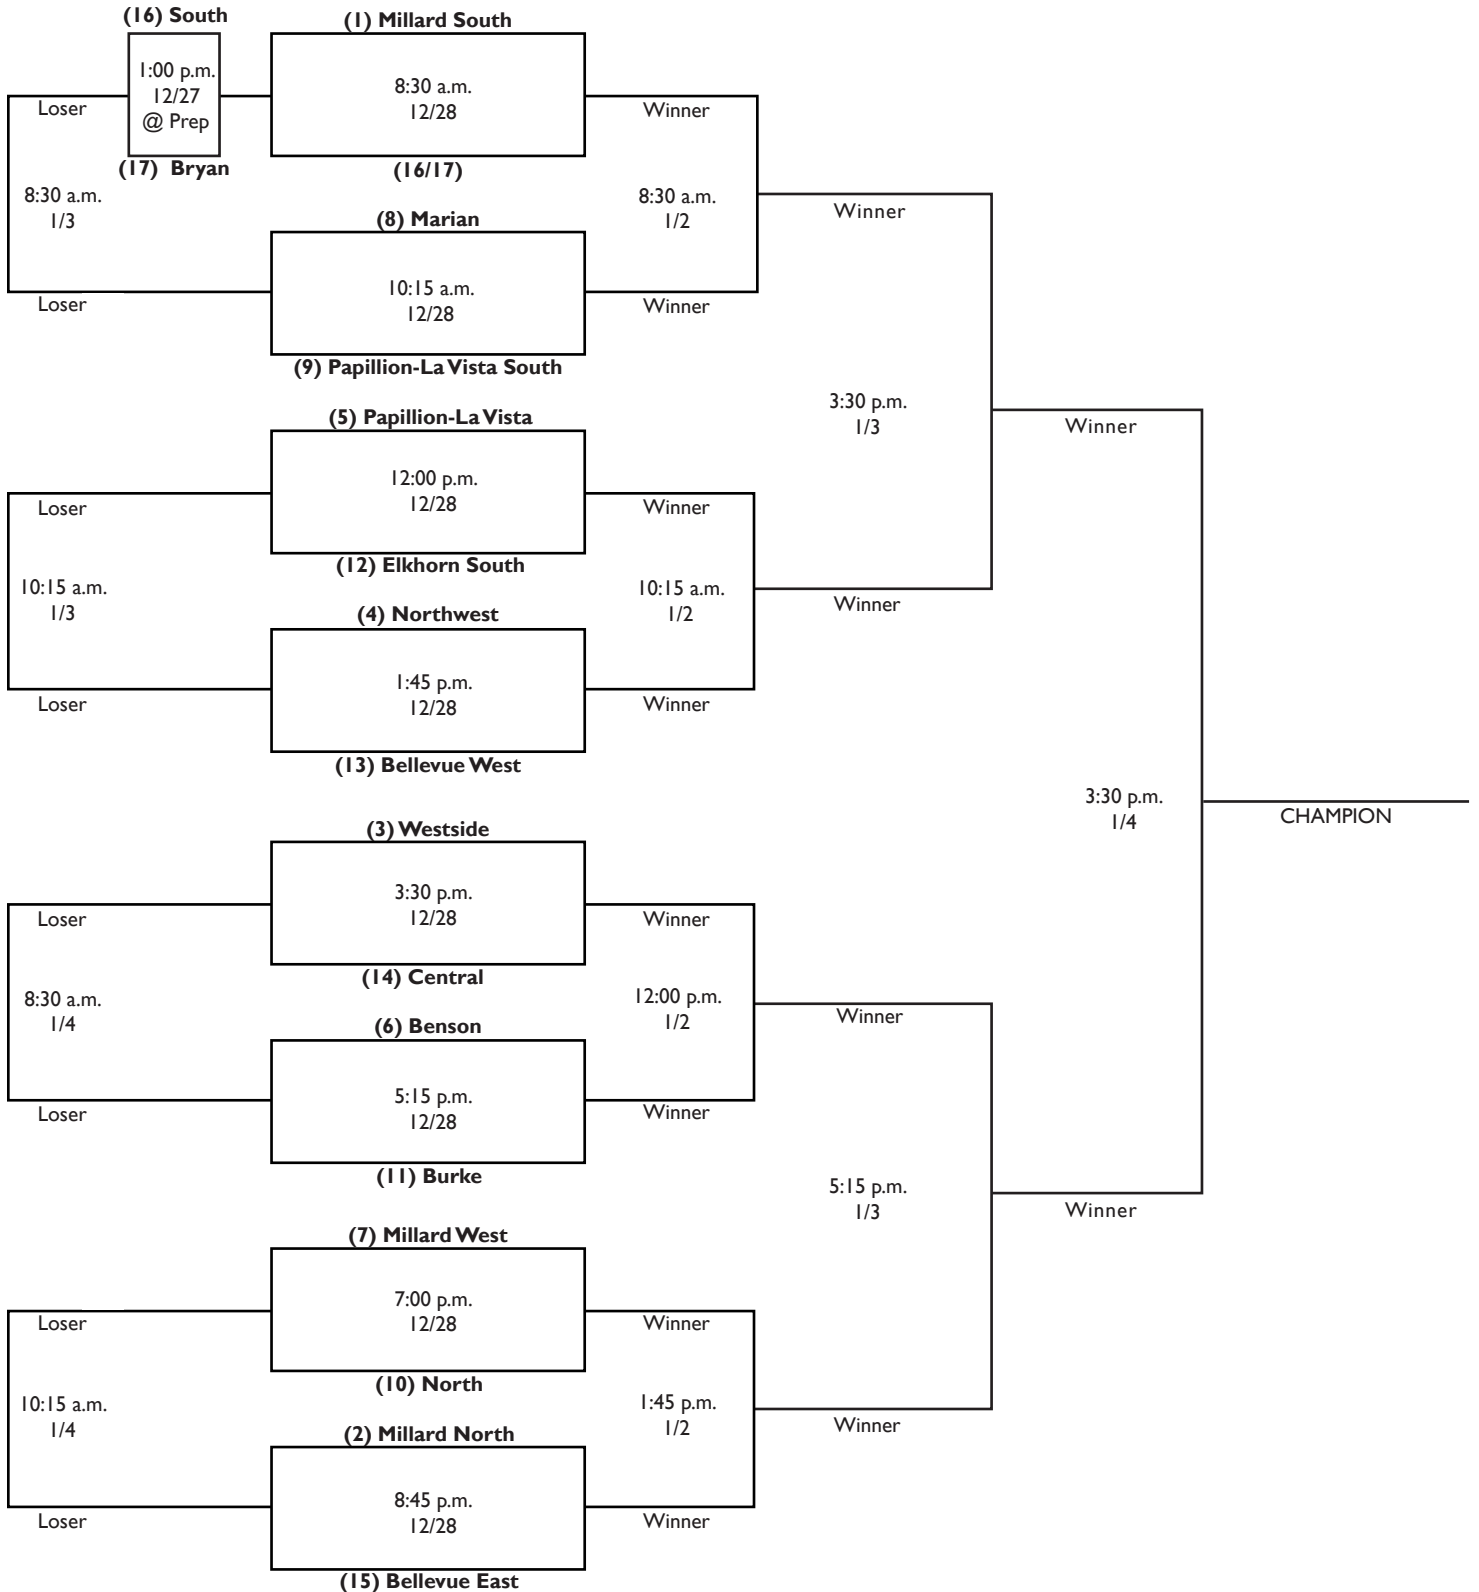 (16) South
1:00 p.m.
12/27
@ Prep
(17) Bryan
(1) Millard South
8:30 a.m.
12/28
(16/17)
Loser
8:30 a.m.
1/3
Loser
(8) Marian
10:15 a.m.
12/28
(9) Papillion-La Vista South
Winner
8:30 a.m.
1/2
Winner
Winner
(5) Papillion-La Vista
12:00 p.m.
12/28
(12) Elkhorn South
Loser
10:15 a.m.
1/3
Loser
(4) Northwest
1:45 p.m.
12/28
(13) Bellevue West
Winner
10:15 a.m.
1/2
Winner
3:30 p.m.
1/3
Winner
Winner
(3) Westside
3:30 p.m.
12/28
(14) Central
Loser
8:30 a.m.
1/4
Loser
(6) Benson
5:15 p.m.
12/28
(11) Burke
Winner
12:00 p.m.
1/2
Winner
Winner
3:30 p.m.
1/4
CHAMPION
(7) Millard West
7:00 p.m.
12/28
(10) North
Loser
10:15 a.m.
1/4
Loser
(2) Millard North
8:45 p.m.
12/28
(15) Bellevue East
Winner
1:45 p.m.
1/2
Winner
5:15 p.m.
1/3
Winner
Winner